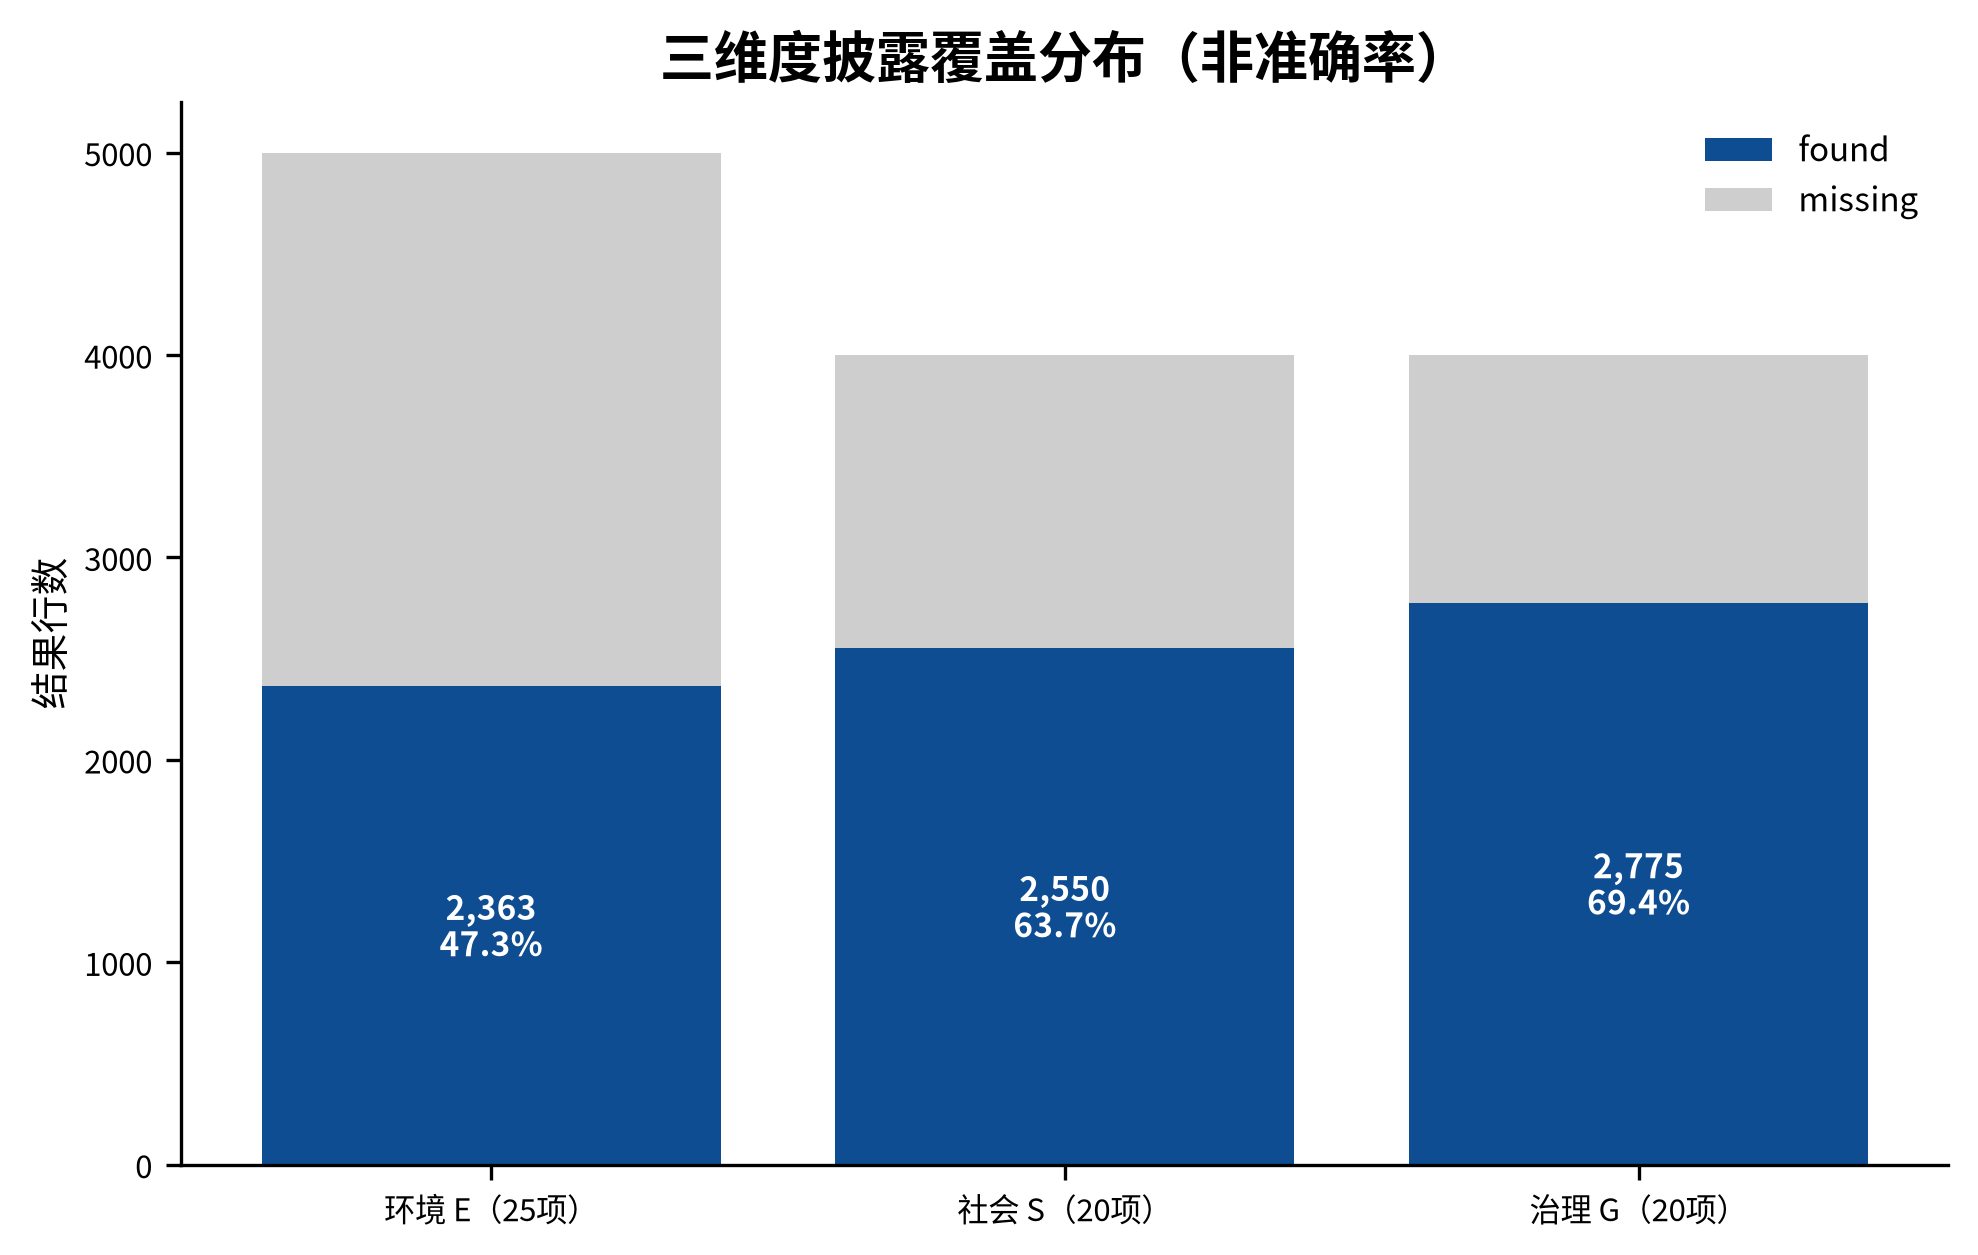 三维度披露覆盖分布（非准确率）
found
missing
结果行数
5000
4000
3000
2000
1000
0
2,363
47.3%
2,550
63.7%
2,775
69.4%
环境 E（25项）
社会 S（20项）
治理 G（20项）